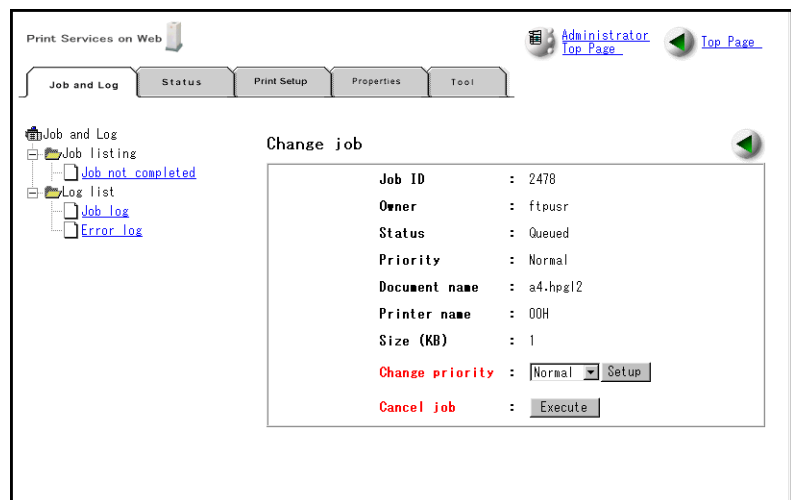 Print Services on Web
Administrator
Top Page
Top Page
Job and Log
Status
Print Setup
Properties
Tool
Job and Log
Job listing
Job not completed
Log list
Job log
Error log
Change job
Job ID : 2478
Owner : ftpusr
Status : Queued
Priority : Normal
Document name : a4.hpgl2
Printer name : 00H
Size (KB) : 1
Change priority : Normal Setup
Cancel job : Execute